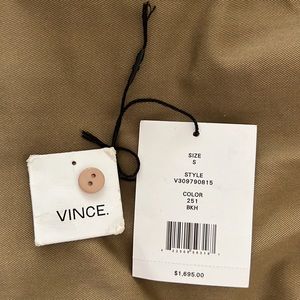 VINCE.
SIZE
S
STYLE
V309790815
COLOR
251
BKH
$1,695.00